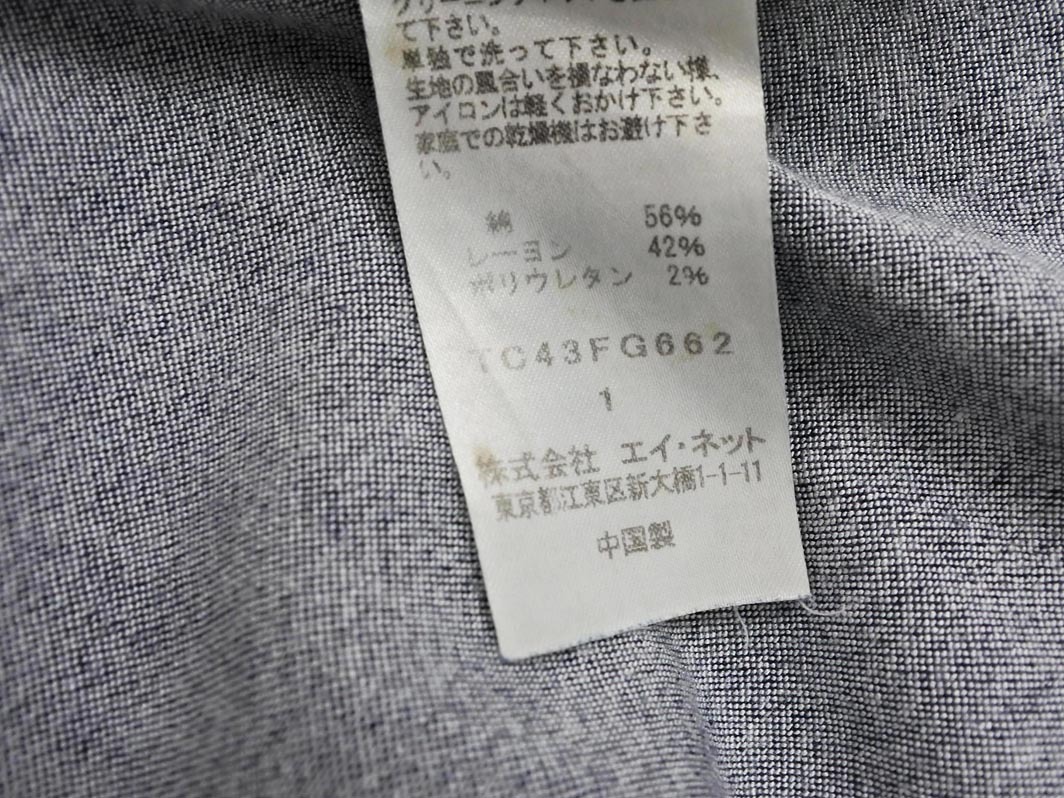 て下さい。
単独で洗って下さい。
生地の風合いを損なわない様、
アイロンは軽くおかけ下さい。
家庭での乾燥機はお避け下さ
い。
綿 56%
レーヨン 42%
ポリウレタン 2%
TC43FG662
1
株式会社 エイ・ネット
東京都江東区新大橋1-1-11
中国製